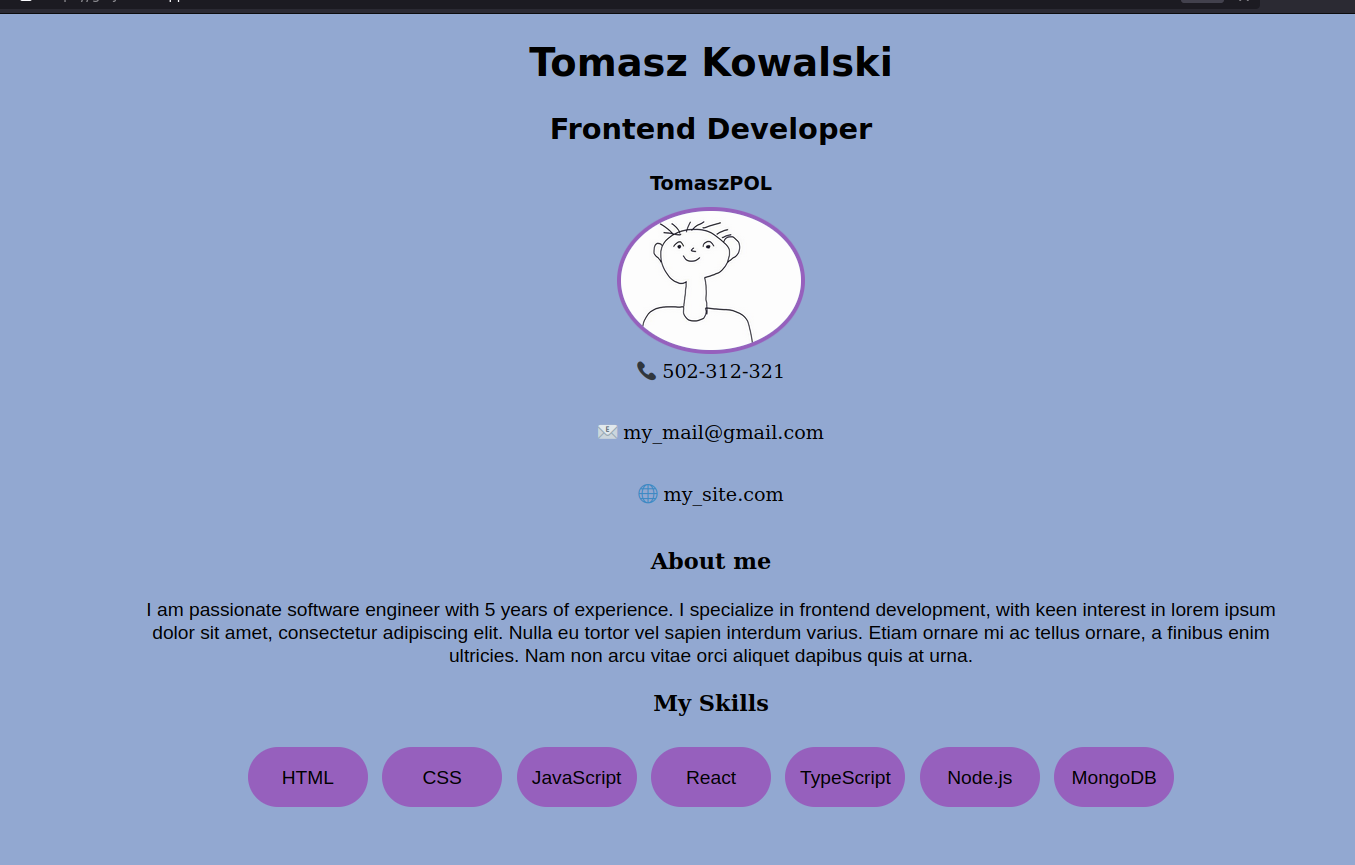 Tomasz Kowalski
Frontend Developer
TomaszPOL
502-312-321
my_mail@gmail.com
my_site.com
About me
I am passionate software engineer with 5 years of experience. I specialize in frontend development, with keen interest in lorem ipsum
dolor sit amet, consectetur adipiscing elit. Nulla eu tortor vel sapien interdum varius. Etiam ornare mi ac tellus ornare, a finibus enim
ultricies. Nam non arcu vitae orci aliquet dapibus quis at urna.
My Skills
HTML CSS JavaScript React TypeScript Node.js MongoDB